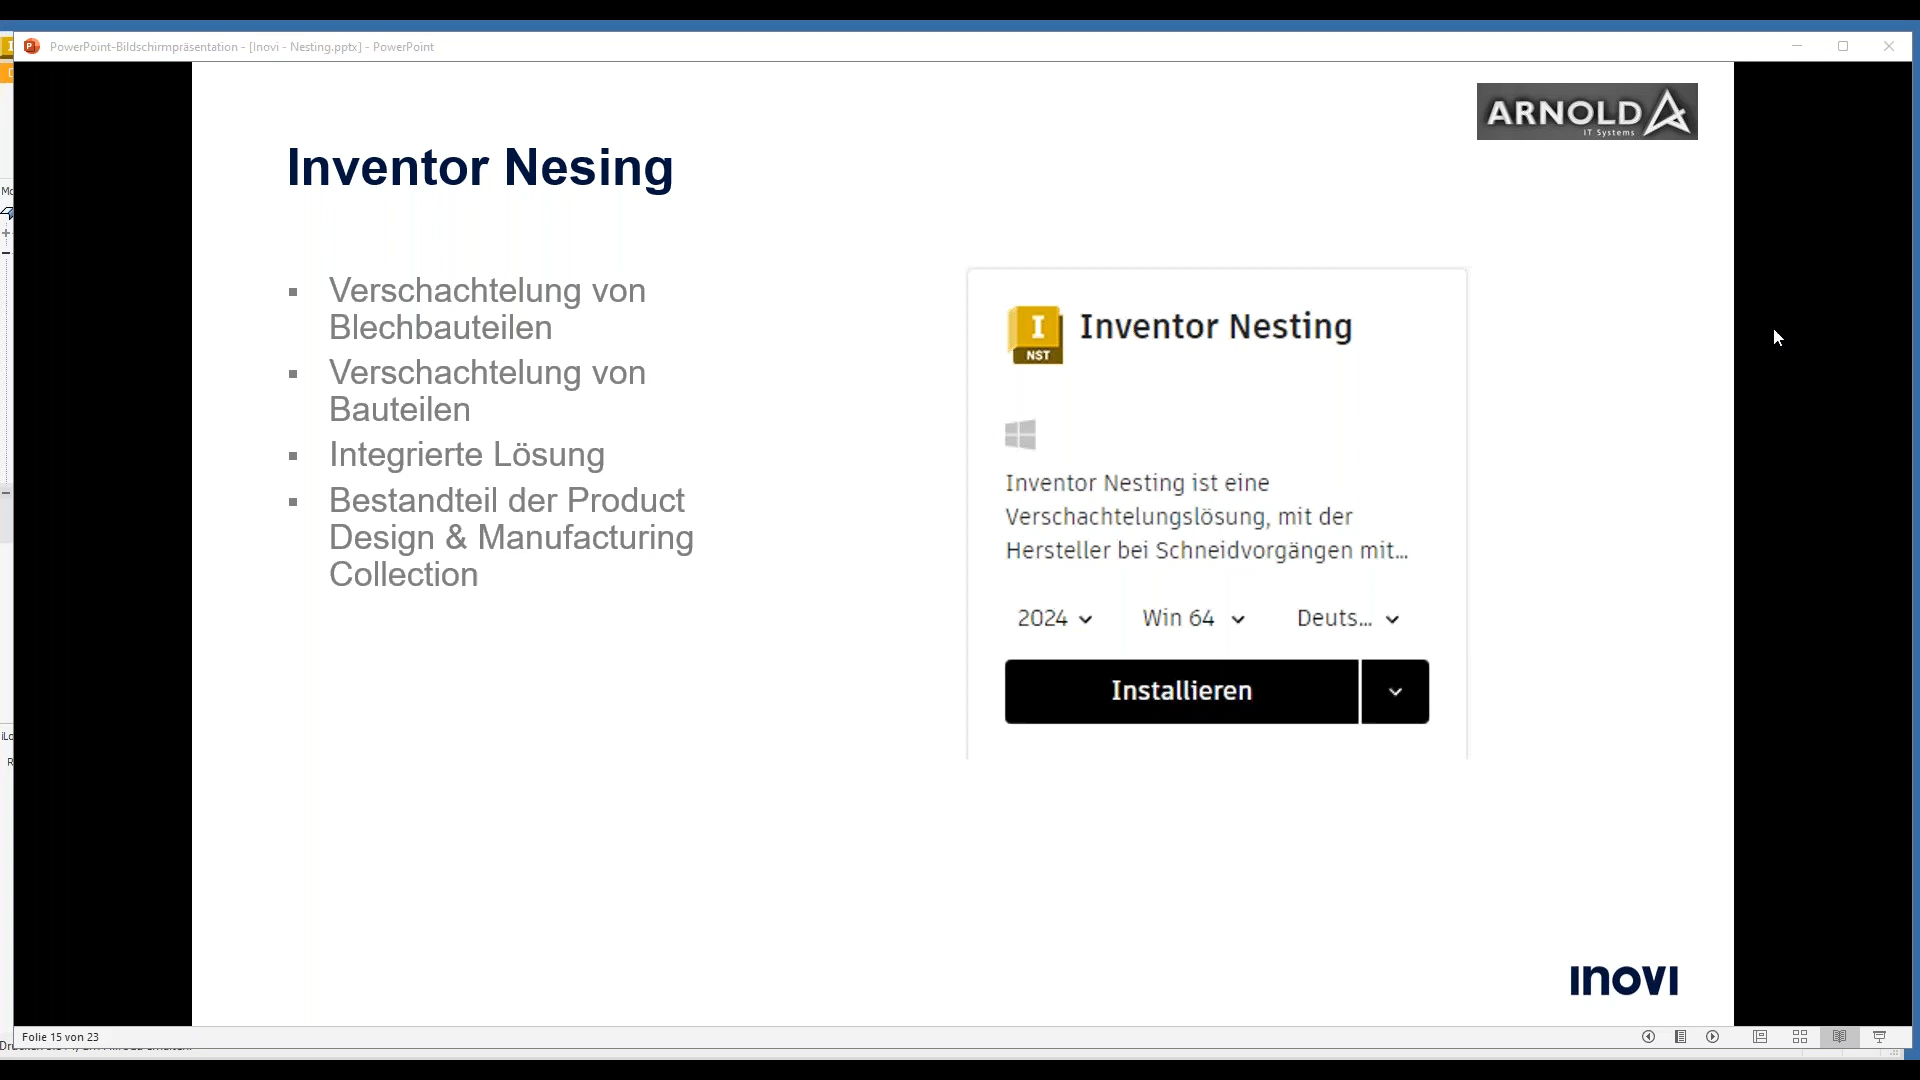 PowerPoint-Bildschirmpräsentation - [Inovi - Nesting.pptx] - PowerPoint
ARNOLD
IT Systems
Inventor Nesing
▪ Verschachtelung von
Blechbauteilen
▪ Verschachtelung von
Bauteilen
▪ Integrierte Lösung
▪ Bestandteil der Product
Design & Manufacturing
Collection
I
NST
Inventor Nesting
Inventor Nesting ist eine
Verschachtelungslösung, mit der
Hersteller bei Schneidvorgängen mit...
2024 Win 64 Deuts...
Installieren
INOVI
Folie 15 von 23